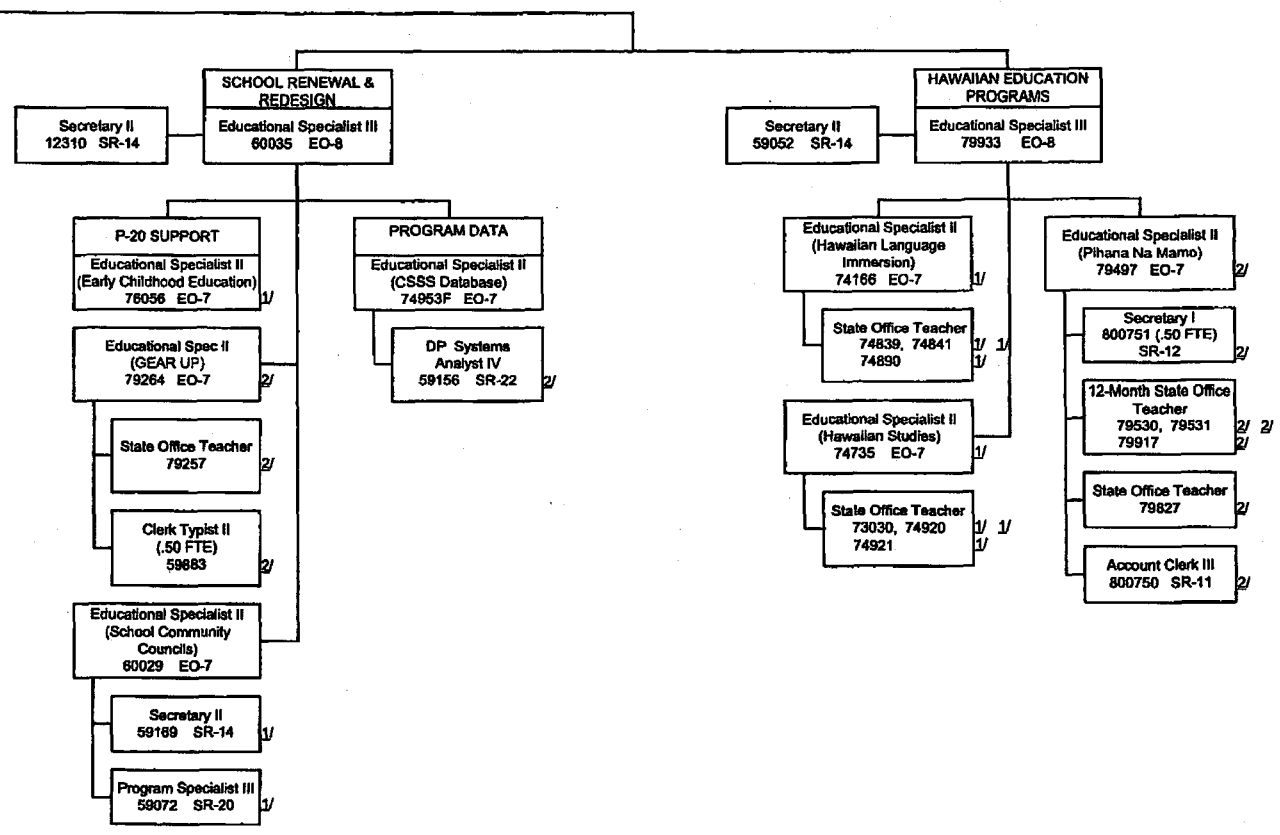 SCHOOL RENEWAL &
REDESIGN
Educational Specialist III
60035 EO-8
Secretary II
12310 SR-14
P-20 SUPPORT
Educational Specialist II
(Early Childhood Education)
76056 EO-7 1/
Educational Spec II
(GEAR UP)
79264 EO-7 2/
State Office Teacher
79257 2/
Clerk Typist II
(.50 FTE)
59683 2/
Educational Specialist II
(School Community
Councils)
60029 EO-7
Secretary II
59169 SR-14 1/
Program Specialist III
59072 SR-20 1/
PROGRAM DATA
Educational Specialist II
(CSSS Database)
74953F EO-7
DP Systems
Analyst IV
59156 SR-22 2/
HAWAIIAN EDUCATION
PROGRAMS
Educational Specialist III
79933 EO-8
Secretary II
59052 SR-14
Educational Specialist II
(Hawaiian Language
Immersion)
74166 EO-7 1/
State Office Teacher
74839, 74841 1/ 1/
74890 1/
Educational Specialist II
(Hawaiian Studies)
74735 EO-7 1/
State Office Teacher
73030, 74920 1/ 1/
74921 1/
Educational Specialist II
(Pihana Na Mamo)
79497 EO-7 2/
Secretary I
800751 (.50 FTE)
SR-12 2/
12-Month State Office
Teacher
79530, 79531 2/ 2/
79917 2/
State Office Teacher
79827 2/
Account Clerk III
800750 SR-11 2/